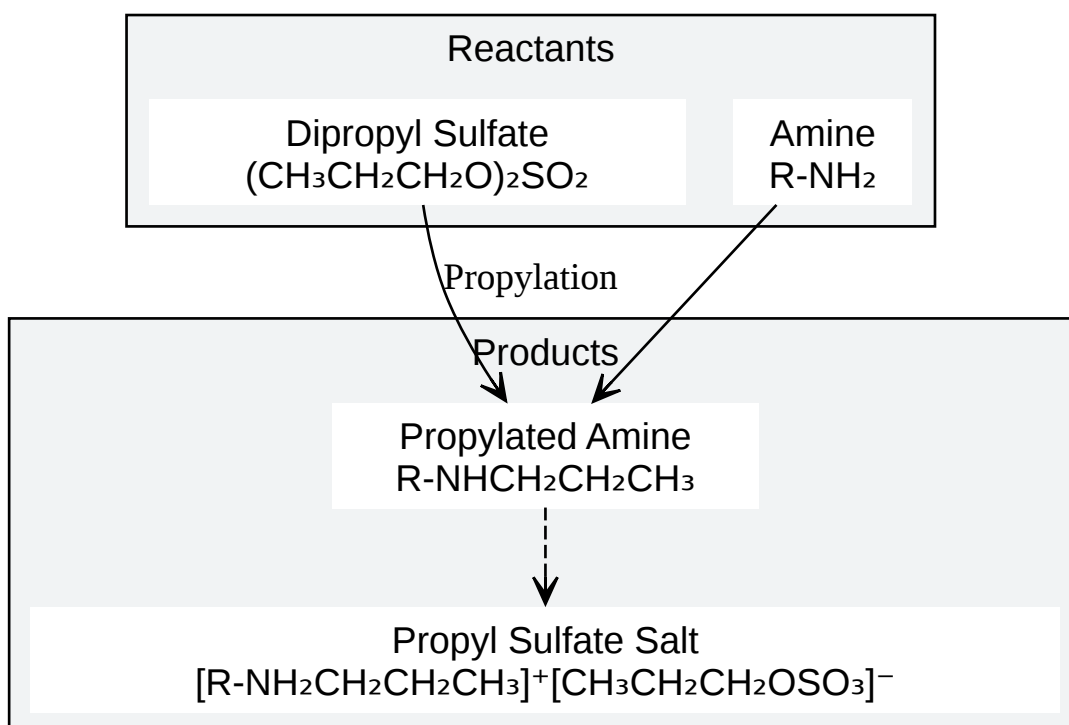 Reactants
Dipropyl Sulfate
(CH₃CH₂CH₂O)₂SO₂
Amine
R-NH₂
Propylation
Products
Propylated Amine
R-NHCH₂CH₂CH₃
Propyl Sulfate Salt
[R-NH₂CH₂CH₂CH₃]⁺[CH₃CH₂CH₂OSO₃]⁻